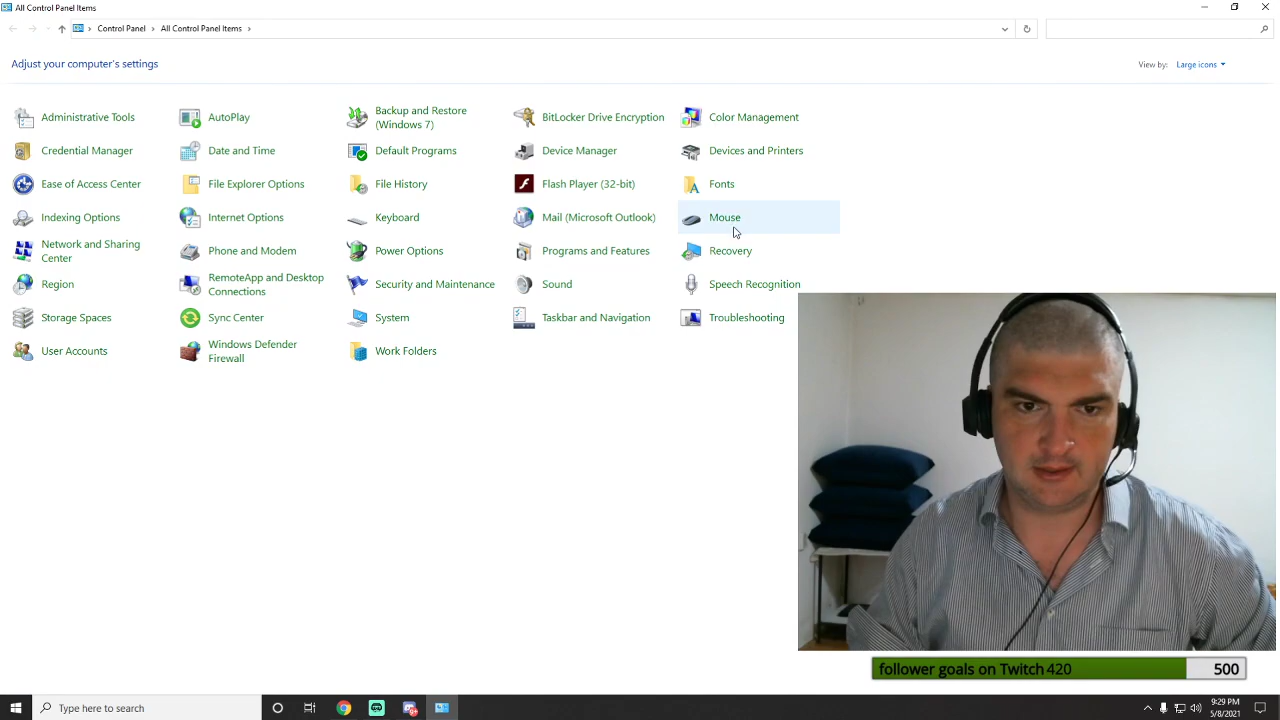 All Control Panel Items
Control Panel
All Control Panel Items
Adjust your computer's settings
View by: Large icons
Administrative Tools
AutoPlay
Backup and Restore
(Windows 7)
BitLocker Drive Encryption
Color Management
Credential Manager
Date and Time
Default Programs
Device Manager
Devices and Printers
Ease of Access Center
File Explorer Options
File History
Flash Player (32-bit)
Fonts
Indexing Options
Internet Options
Keyboard
Mail (Microsoft Outlook)
Mouse
Network and Sharing
Center
Phone and Modem
Power Options
Programs and Features
Recovery
Region
RemoteApp and Desktop
Connections
Security and Maintenance
Sound
Speech Recognition
Storage Spaces
Sync Center
System
Taskbar and Navigation
Troubleshooting
User Accounts
Windows Defender
Firewall
Work Folders
follower goals on Twitch 420
500
Type here to search
9:29 PM
5/8/2021